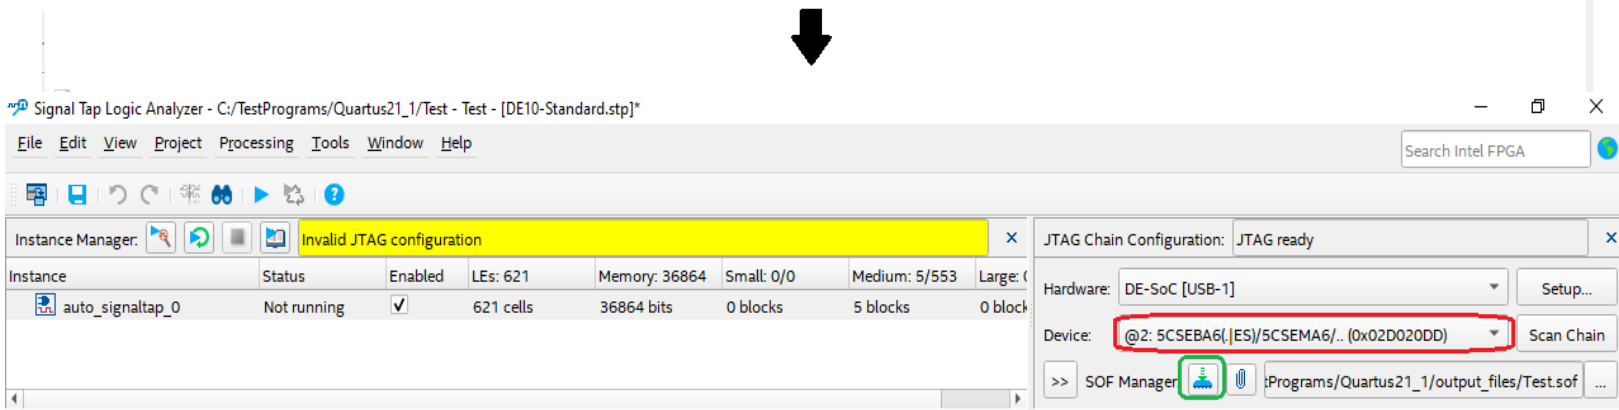 Signal Tap Logic Analyzer - C:/TestPrograms/Quartus21_1/Test - Test - [DE10-Standard.stp]*
File Edit View Project Processing Tools Window Help
Search Intel FPGA
Instance Manager: Invalid JTAG configuration
JTAG Chain Configuration: JTAG ready
Instance Status Enabled LEs: 621 Memory: 36864 Small: 0/0 Medium: 5/553 Large: (
auto_signaltap_0 Not running 621 cells 36864 bits 0 blocks 5 blocks 0 block
Hardware: DE-SoC [USB-1] Setup...
Device: @2: 5CSEBA6(.|ES)/5CSEMA6/.. (0x02D020DD) Scan Chain
>> SOF Manager: :Programs/Quartus21_1/output_files/Test.sof ...